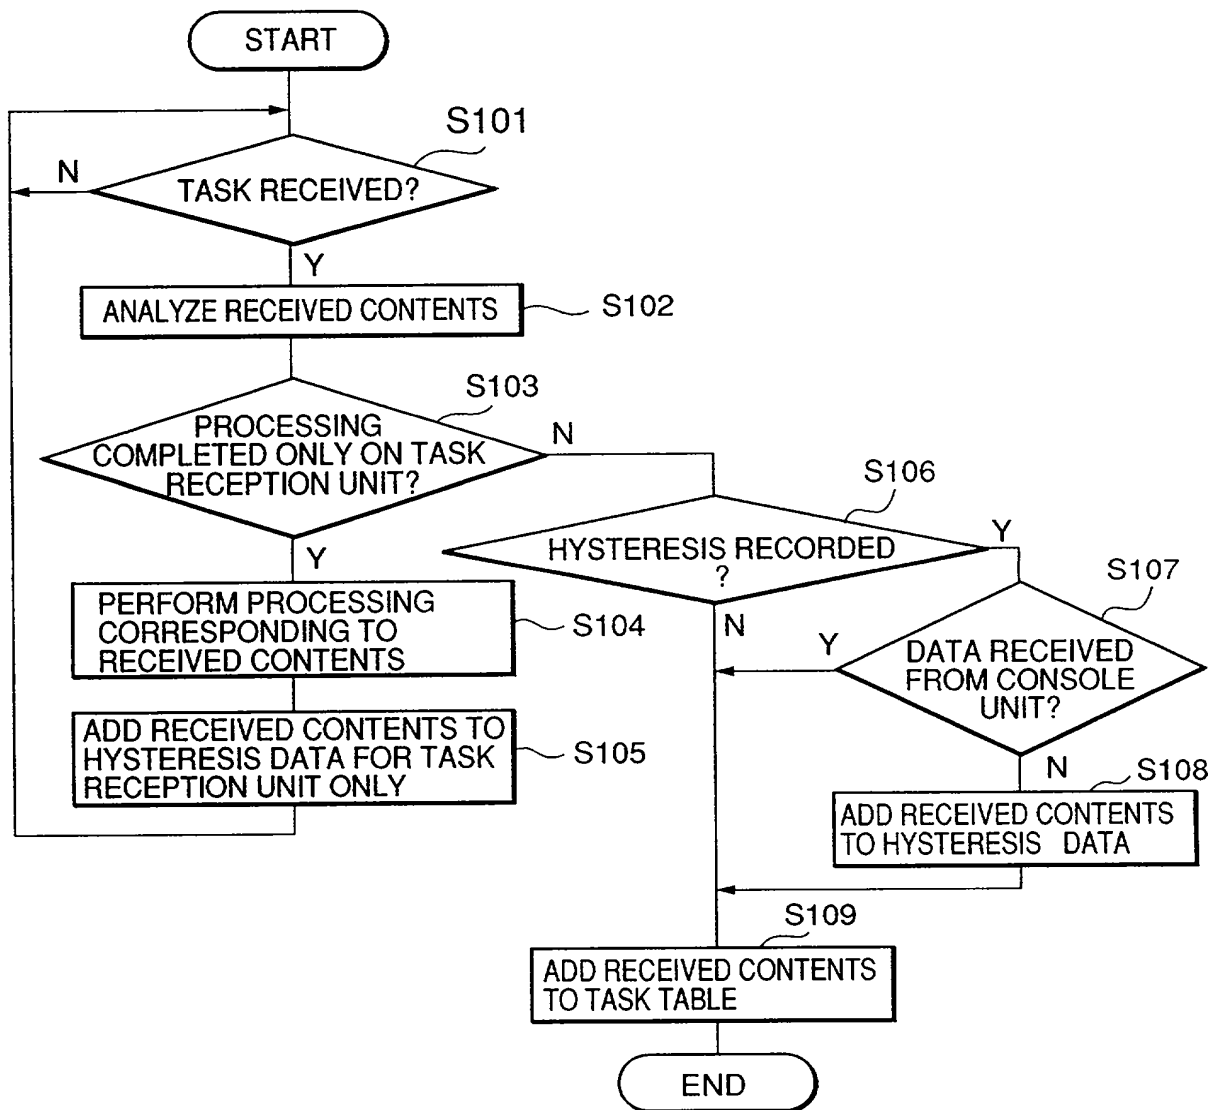 START
S101
N
TASK RECEIVED?
Y
ANALYZE RECEIVED CONTENTS
S102
S103
PROCESSING
COMPLETED ONLY ON TASK
RECEPTION UNIT?
N
Y
S106
HYSTERESIS RECORDED
?
Y
N
PERFORM PROCESSING
CORRESPONDING TO
RECEIVED CONTENTS
S104
S107
Y
DATA RECEIVED
FROM CONSOLE
UNIT?
N
ADD RECEIVED CONTENTS TO
HYSTERESIS DATA FOR TASK
RECEPTION UNIT ONLY
S105
S108
ADD RECEIVED CONTENTS
TO HYSTERESIS DATA
S109
ADD RECEIVED CONTENTS
TO TASK TABLE
END